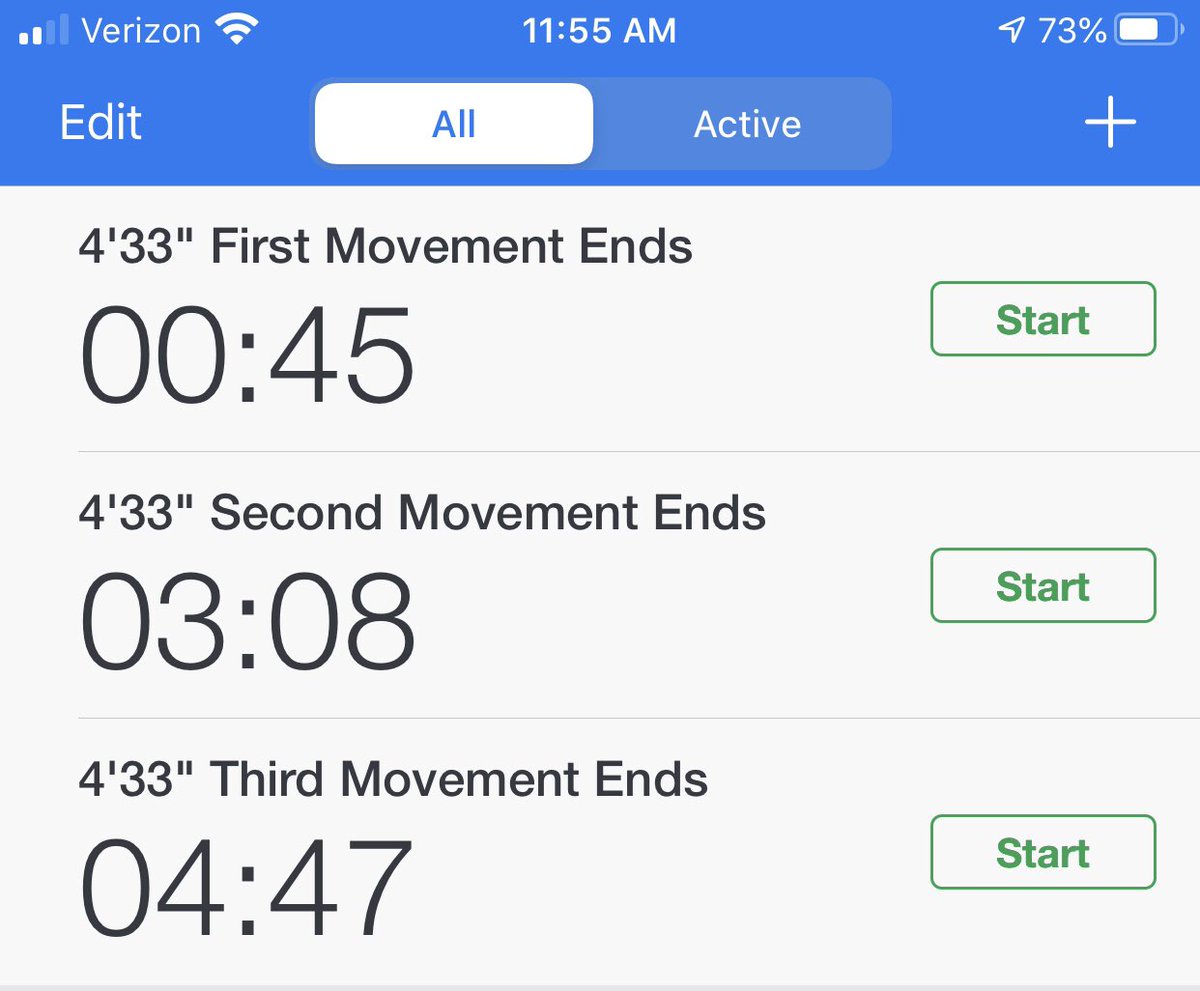 Verizon 11:55 AM 73%
Edit All Active +
4'33" First Movement Ends
00:45 Start
4'33" Second Movement Ends
03:08 Start
4'33" Third Movement Ends
04:47 Start